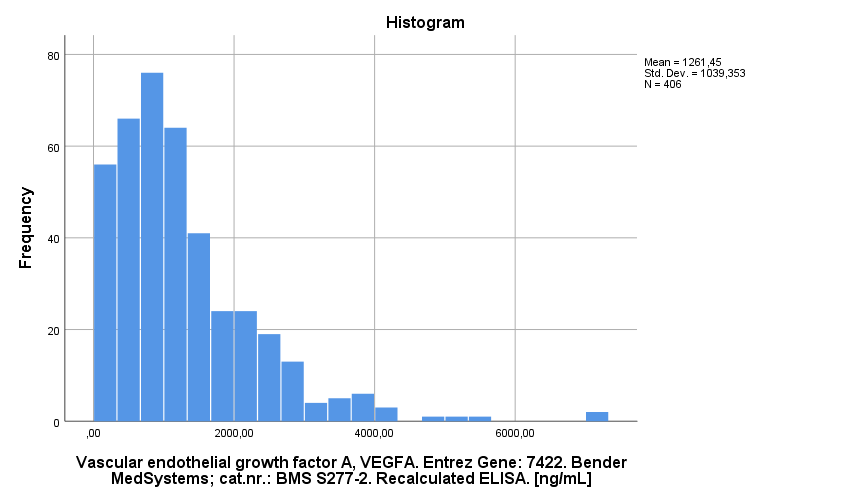 Histogram
80
60
40
20
0
Frequency
,00
2000,00
4000,00
6000,00
Mean = 1261,45
Std. Dev. = 1039,353
N = 406
Vascular endothelial growth factor A, VEGFA. Entrez Gene: 7422. Bender
MedSystems; cat.nr.: BMS S277-2. Recalculated ELISA. [ng/mL]